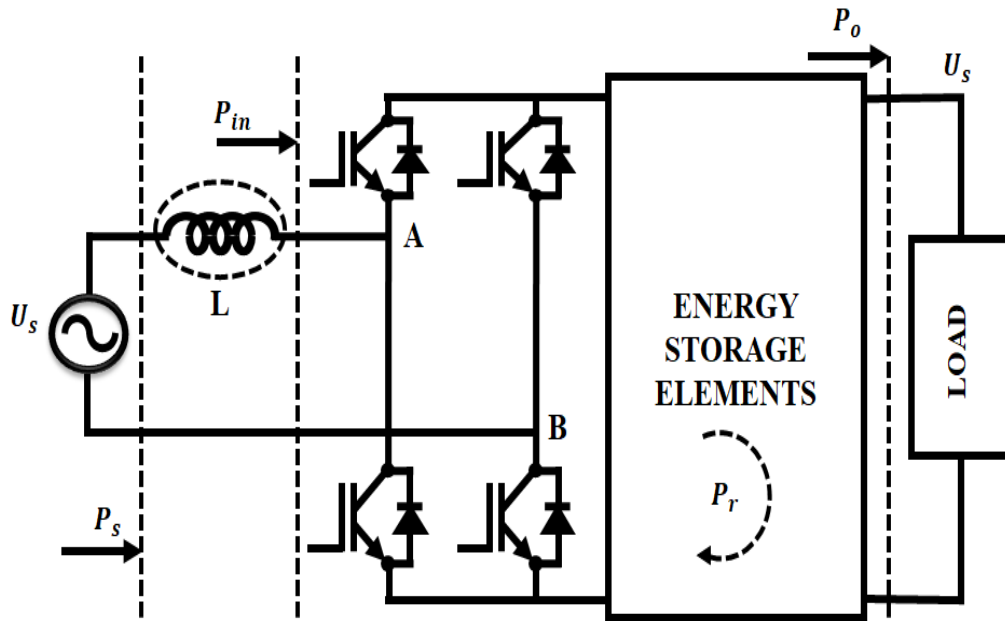 P_o
U_s
P_in
A
L
U_s
ENERGY
STORAGE
ELEMENTS
LOAD
B
P_r
P_s